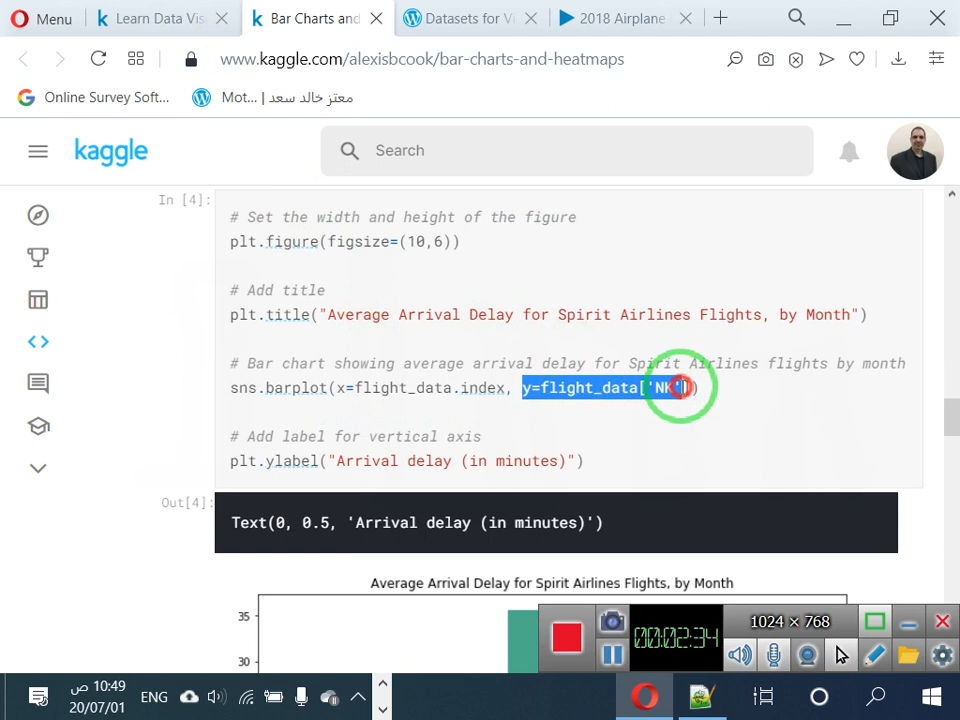 Menu
Learn Data Vis
Bar Charts and
Datasets for Vi
2018 Airplane
www.kaggle.com/alexisbcook/bar-charts-and-heatmaps
Online Survey Soft...
Mot... | معتز خالد سعد
kaggle
Search
In [4]:
# Set the width and height of the figure
plt.figure(figsize=(10,6))
# Add title
plt.title("Average Arrival Delay for Spirit Airlines Flights, by Month")
# Bar chart showing average arrival delay for Spirit Airlines flights by month
sns.barplot(x=flight_data.index, y=flight_data['NK'])
# Add label for vertical axis
plt.ylabel("Arrival delay (in minutes)")
Out[4]:
Text(0, 0.5, 'Arrival delay (in minutes)')
Average Arrival Delay for Spirit Airlines Flights, by Month
35
30
00:02:34
1024 × 768
10:49 ص
20/07/01
ENG